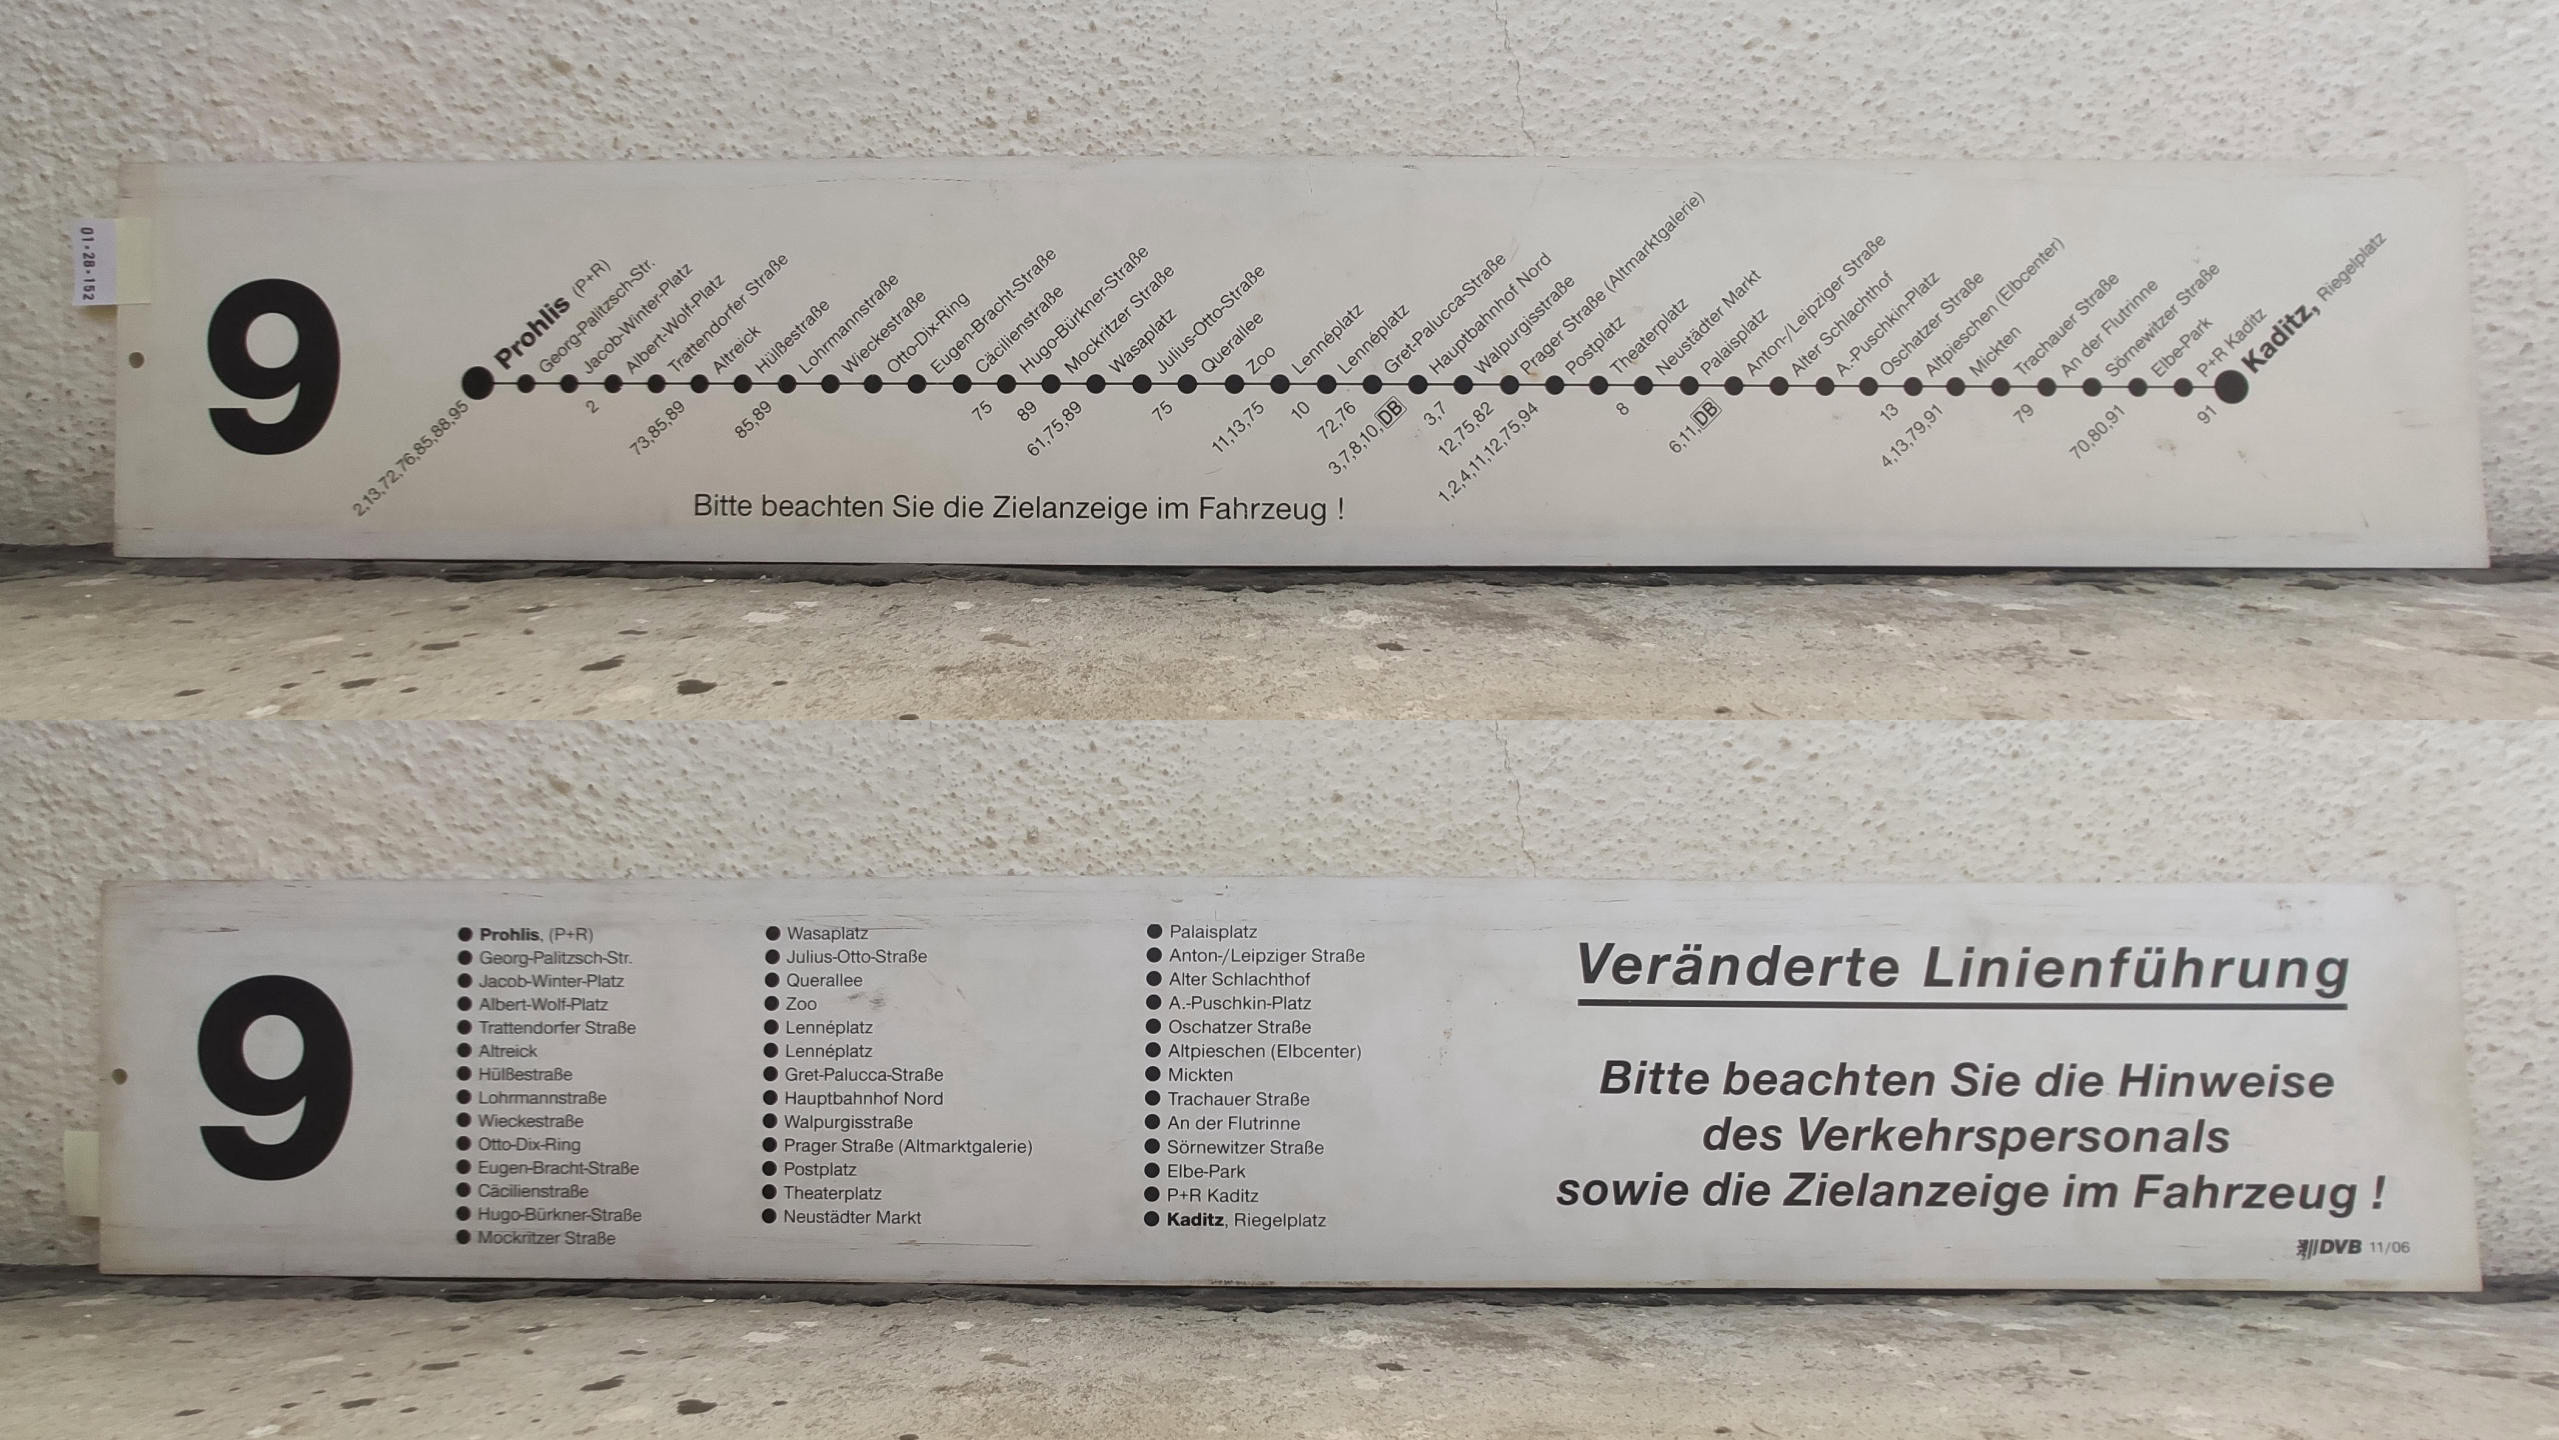 01·28·152
9
Prohlis (P+R)
Georg-Palitzsch-Str.
Jacob-Winter-Platz
Albert-Wolf-Platz
Trattendorfer Straße
Altreick
Hülßestraße
Lohrmannstraße
Wieckestraße
Otto-Dix-Ring
Eugen-Bracht-Straße
Cäcilienstraße
Hugo-Bürkner-Straße
Mockritzer Straße
Wasaplatz
Julius-Otto-Straße
Querallee
Zoo
Lennéplatz
Lennéplatz
Gret-Palucca-Straße
Hauptbahnhof Nord
Walpurgisstraße
Prager Straße (Altmarktgalerie)
Postplatz
Theaterplatz
Neustädter Markt
Palaisplatz
Anton-/Leipziger Straße
Alter Schlachthof
A.-Puschkin-Platz
Oschatzer Straße
Altpieschen (Elbcenter)
Mickten
Trachauer Straße
An der Flutrinne
Sörnewitzer Straße
Elbe-Park
P+R Kaditz
Kaditz, Riegelplatz
2,13,72,76,85,88,95
2
73,85,89
85,89
75
89
61,75,89
75
11,13,75
10
72,76
3,7,8,10,DB
3,7
12,75,82
1,2,4,11,12,75,94
8
6,11,DB
13
4,13,79,91
79
70,80,91
91
Bitte beachten Sie die Zielanzeige im Fahrzeug !
9
Prohlis, (P+R)
Georg-Palitzsch-Str.
Jacob-Winter-Platz
Albert-Wolf-Platz
Trattendorfer Straße
Altreick
Hülßestraße
Lohrmannstraße
Wieckestraße
Otto-Dix-Ring
Eugen-Bracht-Straße
Cäcilienstraße
Hugo-Bürkner-Straße
Mockritzer Straße
Wasaplatz
Julius-Otto-Straße
Querallee
Zoo
Lennéplatz
Lennéplatz
Gret-Palucca-Straße
Hauptbahnhof Nord
Walpurgisstraße
Prager Straße (Altmarktgalerie)
Postplatz
Theaterplatz
Neustädter Markt
Palaisplatz
Anton-/Leipziger Straße
Alter Schlachthof
A.-Puschkin-Platz
Oschatzer Straße
Altpieschen (Elbcenter)
Mickten
Trachauer Straße
An der Flutrinne
Sörnewitzer Straße
Elbe-Park
P+R Kaditz
Kaditz, Riegelplatz
Veränderte Linienführung
Bitte beachten Sie die Hinweise
des Verkehrspersonals
sowie die Zielanzeige im Fahrzeug !
DVB 11/06